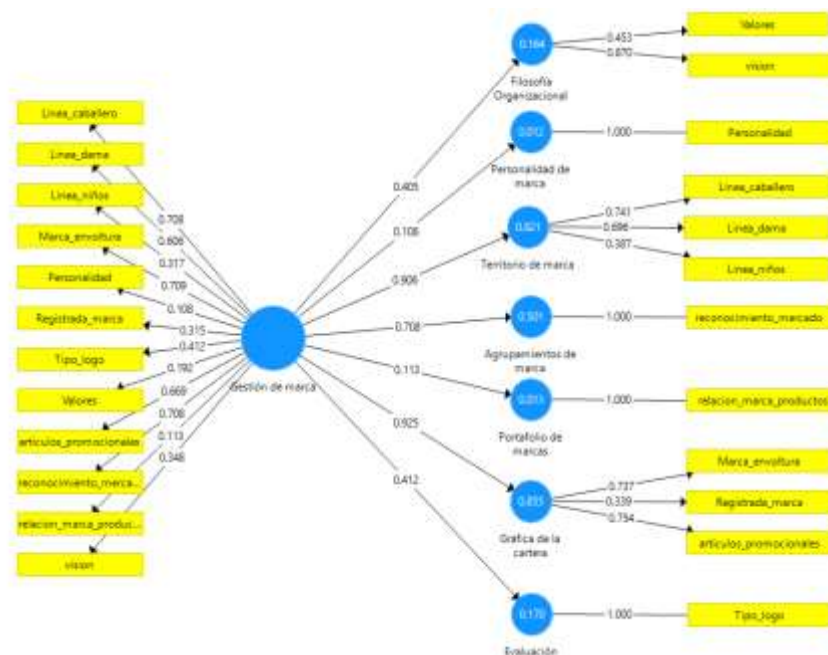 Linea_caballero
Linea_dama
Linea_niños
Marca_envoltura
Personalidad
Registrada_marca
Tipo_logo
Valores
articulos_promocionales
reconocimiento_merca...
relacion_marca_produc...
vision
0.708
0.606
0.317
0.709
0.108
0.315
0.412
0.192
0.669
0.708
0.113
0.348
Gestión de marca
0.405
0.108
0.906
0.708
0.113
0.925
0.412
0.164
Filosofía
Organizacional
0.012
Personalidad de
marca
0.821
Territorio de marca
0.501
Agrupamientos de
marca
0.013
Portafolio de
marcas
0.855
Gráfica de la
cartera
0.170
Evaluación
0.453
0.870
1.000
0.741
0.696
0.387
1.000
1.000
0.737
0.339
0.754
1.000
Valores
vision
Personalidad
Linea_caballero
Linea_dama
Linea_niños
reconocimiento_mercado
relacion_marca_productos
Marca_envoltura
Registrada_marca
articulos_promocionales
Tipo_logo